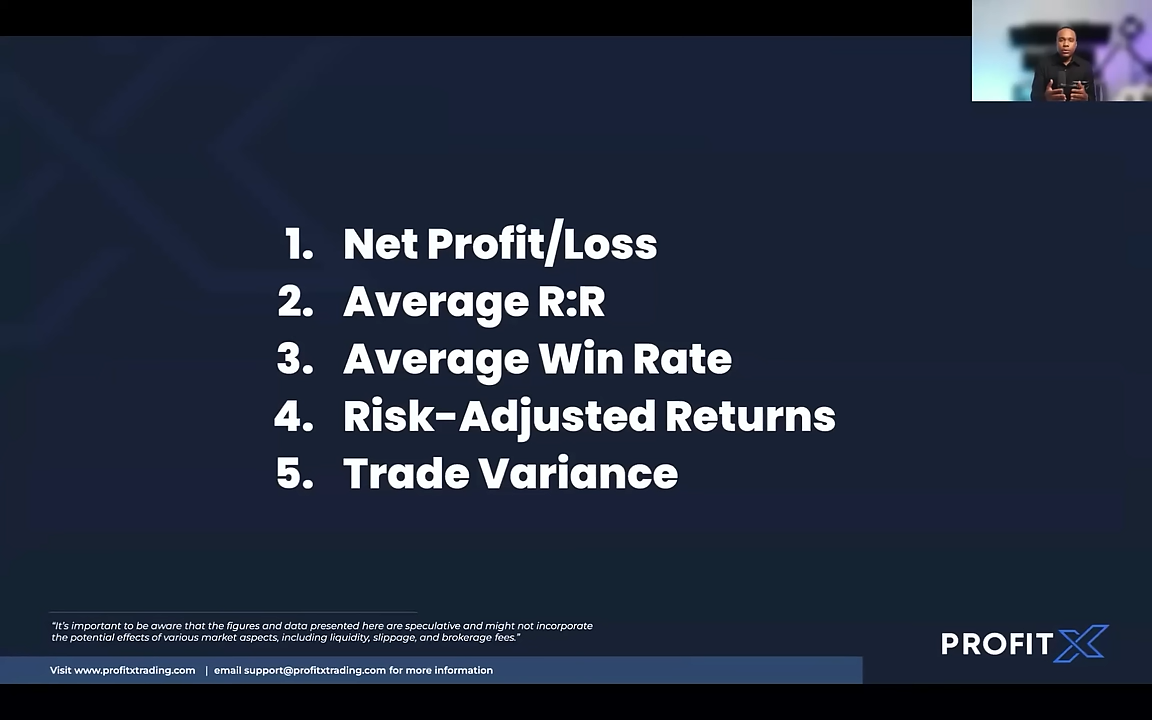 1. Net Profit/Loss
2. Average R:R
3. Average Win Rate
4. Risk-Adjusted Returns
5. Trade Variance
“It’s important to be aware that the figures and data presented here are speculative and might not incorporate
the potential effects of various market aspects, including liquidity, slippage, and brokerage fees.”
PROFIT X
Visit www.profitxtrading.com | email support@profitxtrading.com for more information